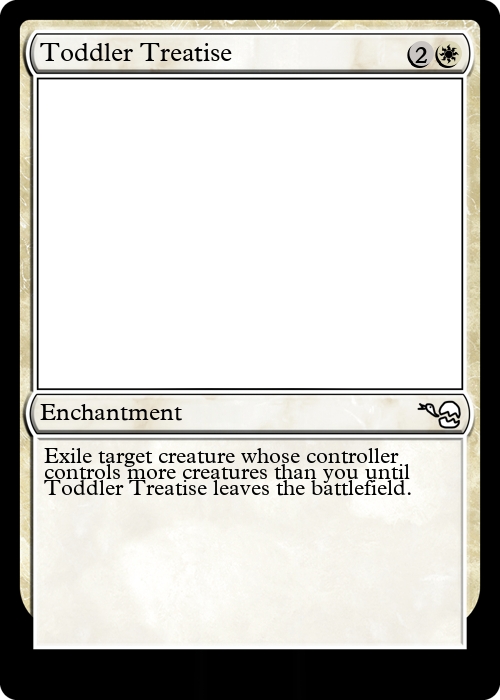 Toddler Treatise 2
Enchantment
Exile target creature whose controller
controls more creatures than you until
Toddler Treatise leaves the battlefield.